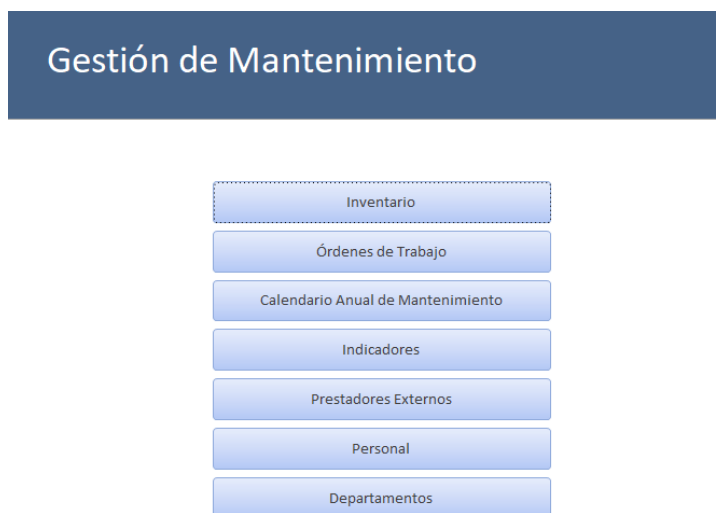 Gestión de Mantenimiento
Inventario
Órdenes de Trabajo
Calendario Anual de Mantenimiento
Indicadores
Prestadores Externos
Personal
Departamentos